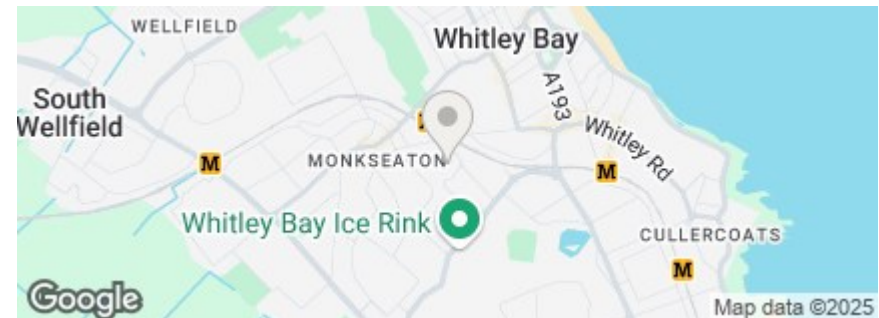 WELLFIELD
Whitley Bay
South
Wellfield
A193
Whitley Rd
M
MONKSEATON
M
M
Whitley Bay Ice Rink
CULLERCOATS
M
Google
Map data ©2025